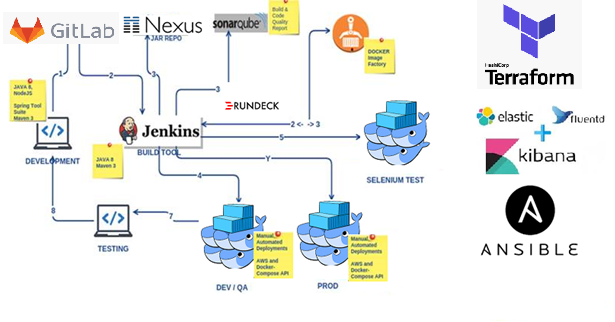 GitLab
Nexus
JAR REPO
sonarqube
Build &
Code
Quality
Report
DOCKER
Image
Factory
HashiCorp
Terraform
1
2
3
3
JAVA 8,
NodeJS
Spring Tool
Suite
Maven 3
RUNDECK
2 <- -> 3
elastic
fluentd
+
kibana
Jenkins
BUILD TOOL
5
DEVELOPMENT
JAVA 8
Maven 3
4
Y
SELENIUM TEST
8
7
TESTING
Manual,
Automated
Deployments
AWS and
Docker-
Compose API
Manual,
Automated
Deployments
AWS and
Docker-
Compose API
DEV / QA
PROD
ANSIBLE